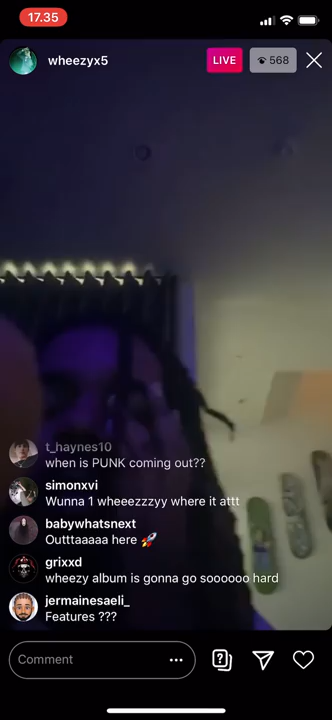 17.35
wheezyx5
LIVE
568
t_haynes10
when is PUNK coming out??
simonxvi
Wunna 1 wheeezzzyy where it attt
babywhatsnext
Outttaaaaa here 🚀
grixxd
wheezy album is gonna go soooooo hard
jermainesaeli_
Features ???
Comment